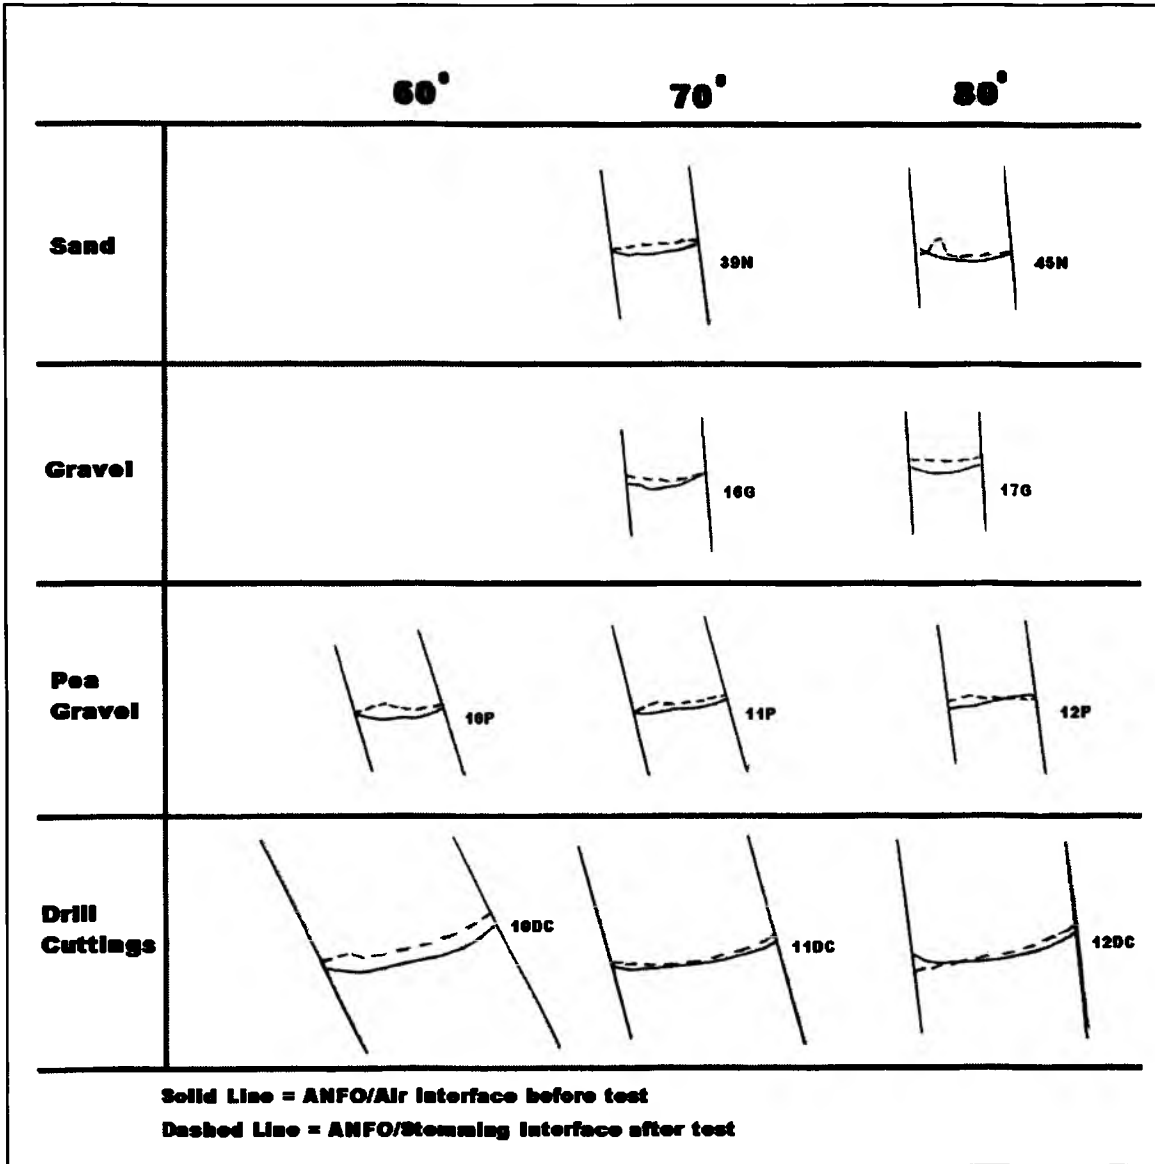 60° 70° 80°
Sand
39N
45N
Gravel
16G
17G
Pea
Gravel
10P
11P
12P
Drill
Cuttings
10DC
11DC
12DC
Solid Line = ANFO/Air Interface before test
Dashed Line = ANFO/Stemming Interface after test